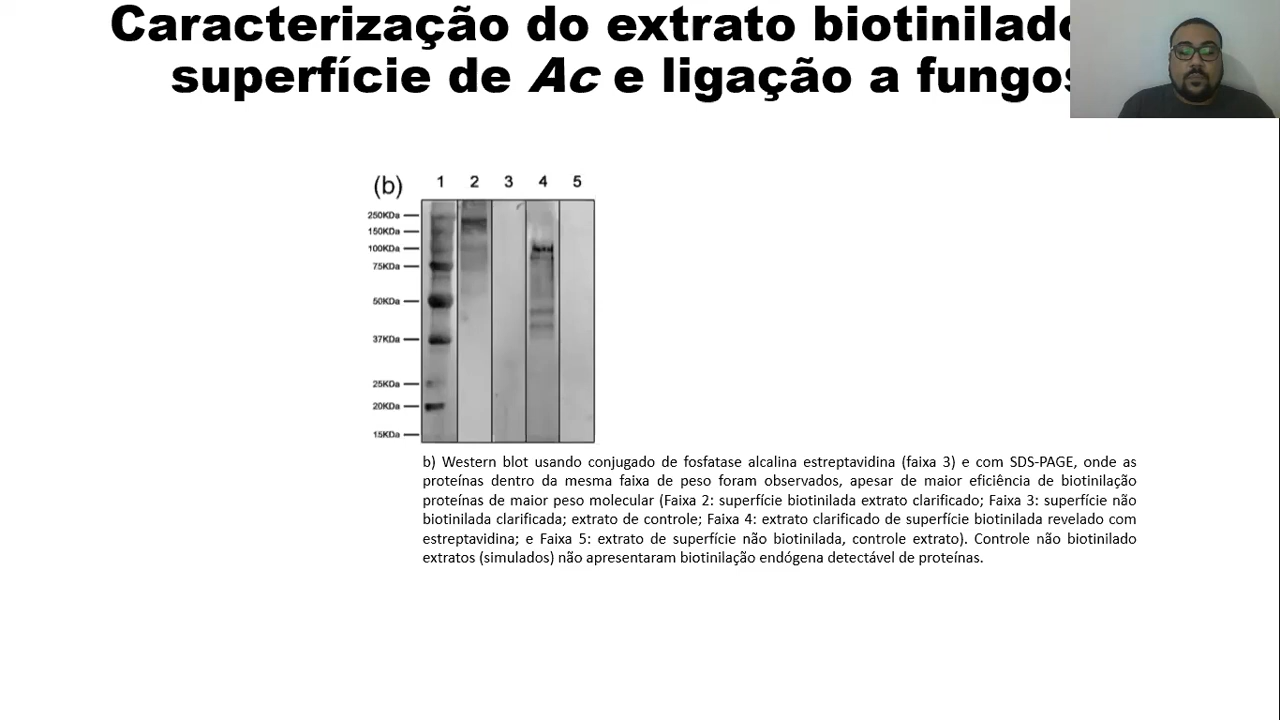 Caracterização do extrato biotinilado
superfície de Ac e ligação a fungos
(b) 1 2 3 4 5
250KDa
150KDa
100KDa
75KDa
50KDa
37KDa
25KDa
20KDa
15KDa
b) Western blot usando conjugado de fosfatase alcalina estreptavidina (faixa 3) e com SDS-PAGE, onde as
proteínas dentro da mesma faixa de peso foram observados, apesar de maior eficiência de biotinilação
proteínas de maior peso molecular (Faixa 2: superfície biotinilada extrato clarificado; Faixa 3: superfície não
biotinilada clarificada; extrato de controle; Faixa 4: extrato clarificado de superfície biotinilada revelado com
estreptavidina; e Faixa 5: extrato de superfície não biotinilada, controle extrato). Controle não biotinilado
extratos (simulados) não apresentaram biotinilação endógena detectável de proteínas.